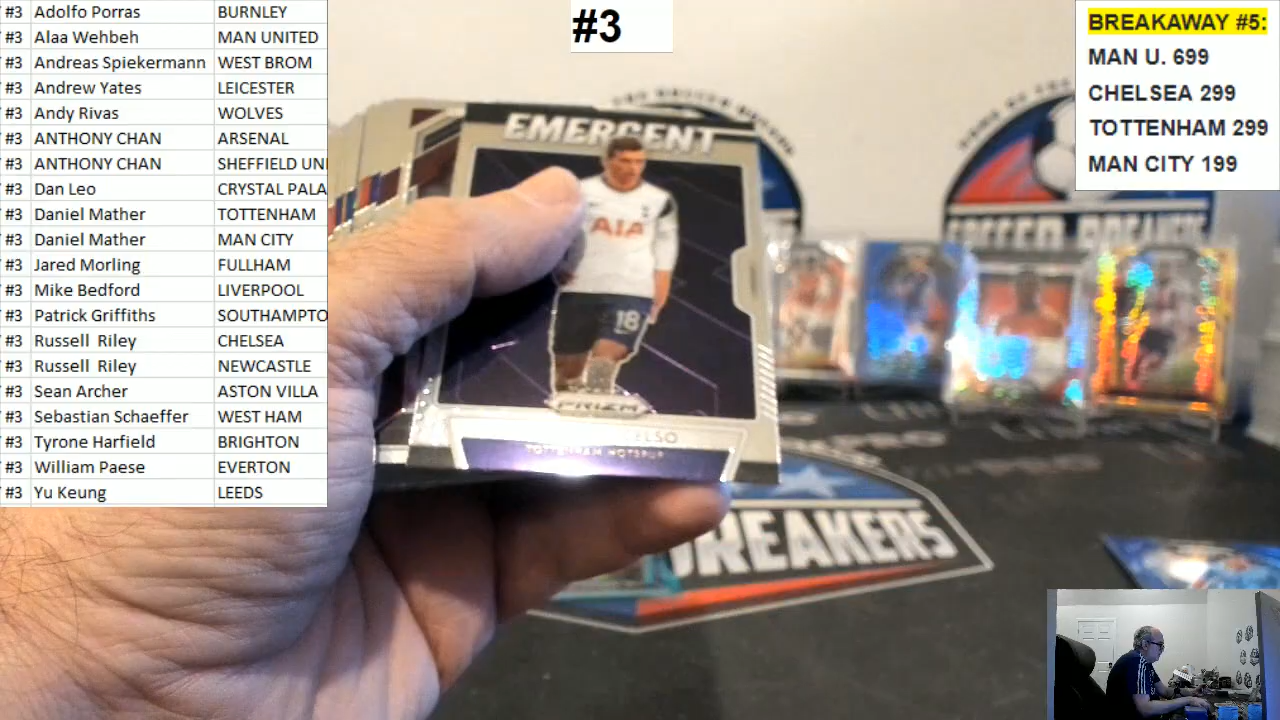 #3 Adolfo Porras BURNLEY
#3 Alaa Wehbeh MAN UNITED
#3 Andreas Spiekermann WEST BROM
#3 Andrew Yates LEICESTER
#3 Andy Rivas WOLVES
#3 ANTHONY CHAN ARSENAL
#3 ANTHONY CHAN SHEFFIELD UNI
#3 Dan Leo CRYSTAL PALA
#3 Daniel Mather TOTTENHAM
#3 Daniel Mather MAN CITY
#3 Jared Morling FULLHAM
#3 Mike Bedford LIVERPOOL
#3 Patrick Griffiths SOUTHAMPTO
#3 Russell Riley CHELSEA
#3 Russell Riley NEWCASTLE
#3 Sean Archer ASTON VILLA
#3 Sebastian Schaeffer WEST HAM
#3 Tyrone Harfield BRIGHTON
#3 William Paese EVERTON
#3 Yu Keung LEEDS
#3
BREAKAWAY #5:
MAN U. 699
CHELSEA 299
TOTTENHAM 299
MAN CITY 199
EMERGENT
AIA
18
PRIZM
ELSO
TOTTENHAM HOTSPUR
SOCCER BREAKERS
BREAKERS